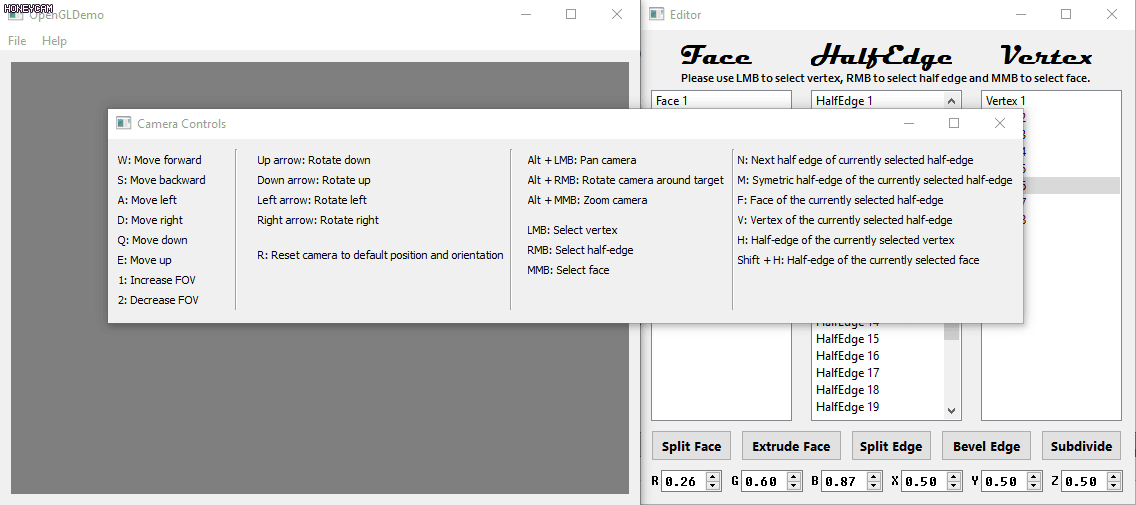 HONEYCAM
OpenGLDemo
File Help
Editor
Face HalfEdge Vertex
Please use LMB to select vertex, RMB to select half edge and MMB to select face.
Face 1
HalfEdge 1
Vertex 1
Camera Controls
W: Move forward
S: Move backward
A: Move left
D: Move right
Q: Move down
E: Move up
1: Increase FOV
2: Decrease FOV
Up arrow: Rotate down
Down arrow: Rotate up
Left arrow: Rotate left
Right arrow: Rotate right
R: Reset camera to default position and orientation
Alt + LMB: Pan camera
Alt + RMB: Rotate camera around target
Alt + MMB: Zoom camera
LMB: Select vertex
RMB: Select half-edge
MMB: Select face
N: Next half edge of currently selected half-edge
M: Symetric half-edge of the currently selected half-edge
F: Face of the currently selected half-edge
V: Vertex of the currently selected half-edge
H: Half-edge of the currently selected vertex
Shift + H: Half-edge of the currently selected face
HalfEdge 15
HalfEdge 16
HalfEdge 17
HalfEdge 18
HalfEdge 19
Split Face Extrude Face Split Edge Bevel Edge Subdivide
R 0.26 G 0.60 B 0.87 X 0.50 Y 0.50 Z 0.50